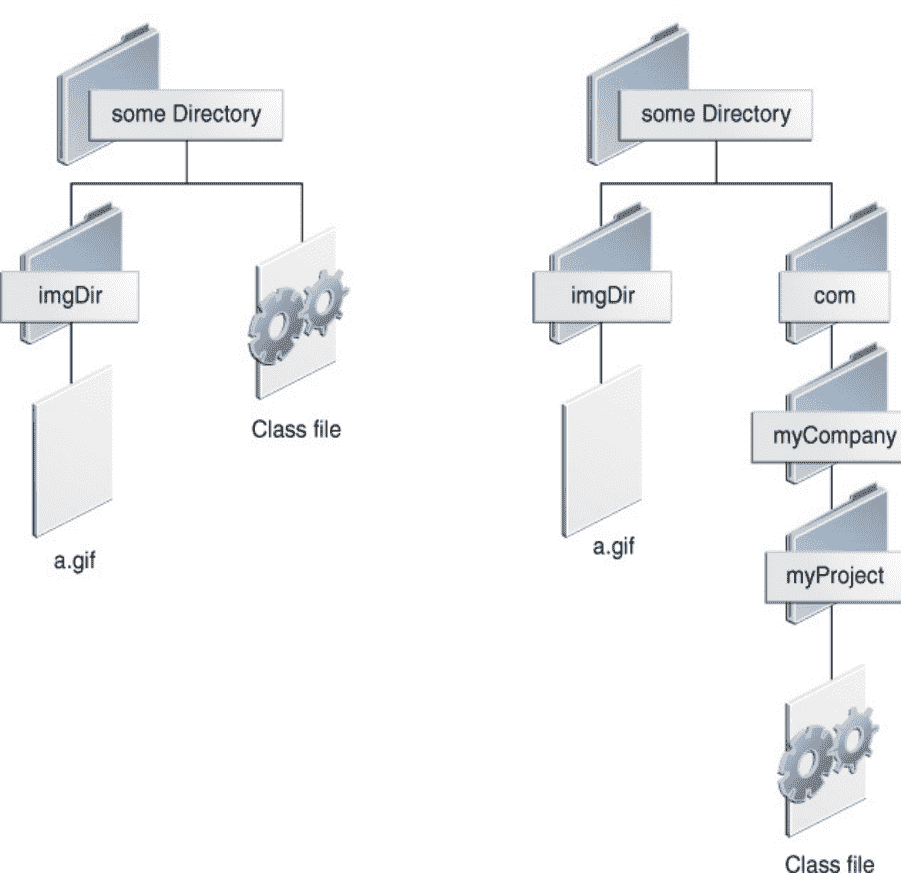 some Directory
imgDir
Class file
a.gif
some Directory
imgDir
com
myCompany
myProject
a.gif
Class file